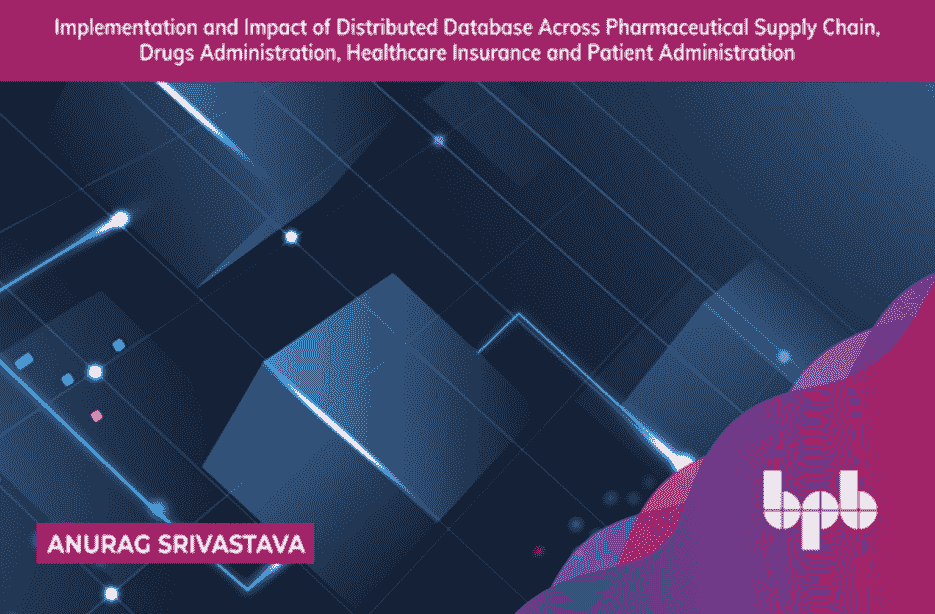 Implementation and Impact of Distributed Database Across Pharmaceutical Supply Chain,
Drugs Administration, Healthcare Insurance and Patient Administration
ANURAG SRIVASTAVA
bpb